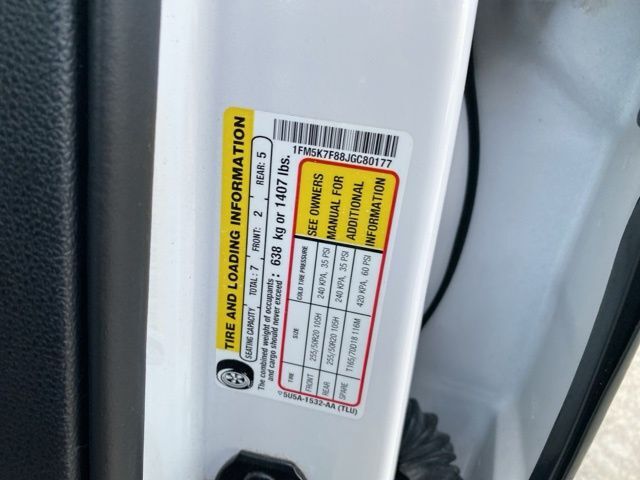 TIRE AND LOADING INFORMATION
SEATING CAPACITY TOTAL: 7 FRONT: 2 REAR: 5
The combined weight of occupants
and cargo should never exceed: 638 kg or 1407 lbs.
TIRE SIZE COLD TIRE PRESSURE
FRONT 255/50R20 105H 240 KPA, 35 PSI
REAR 255/50R20 105H 240 KPA, 35 PSI
SPARE T165/70D18 116M 420 KPA, 60 PSI
SEE OWNERS
MANUAL FOR
ADDITIONAL
INFORMATION
1FM5K7F88JGC80177
5U5A-1532-AA (TLU)